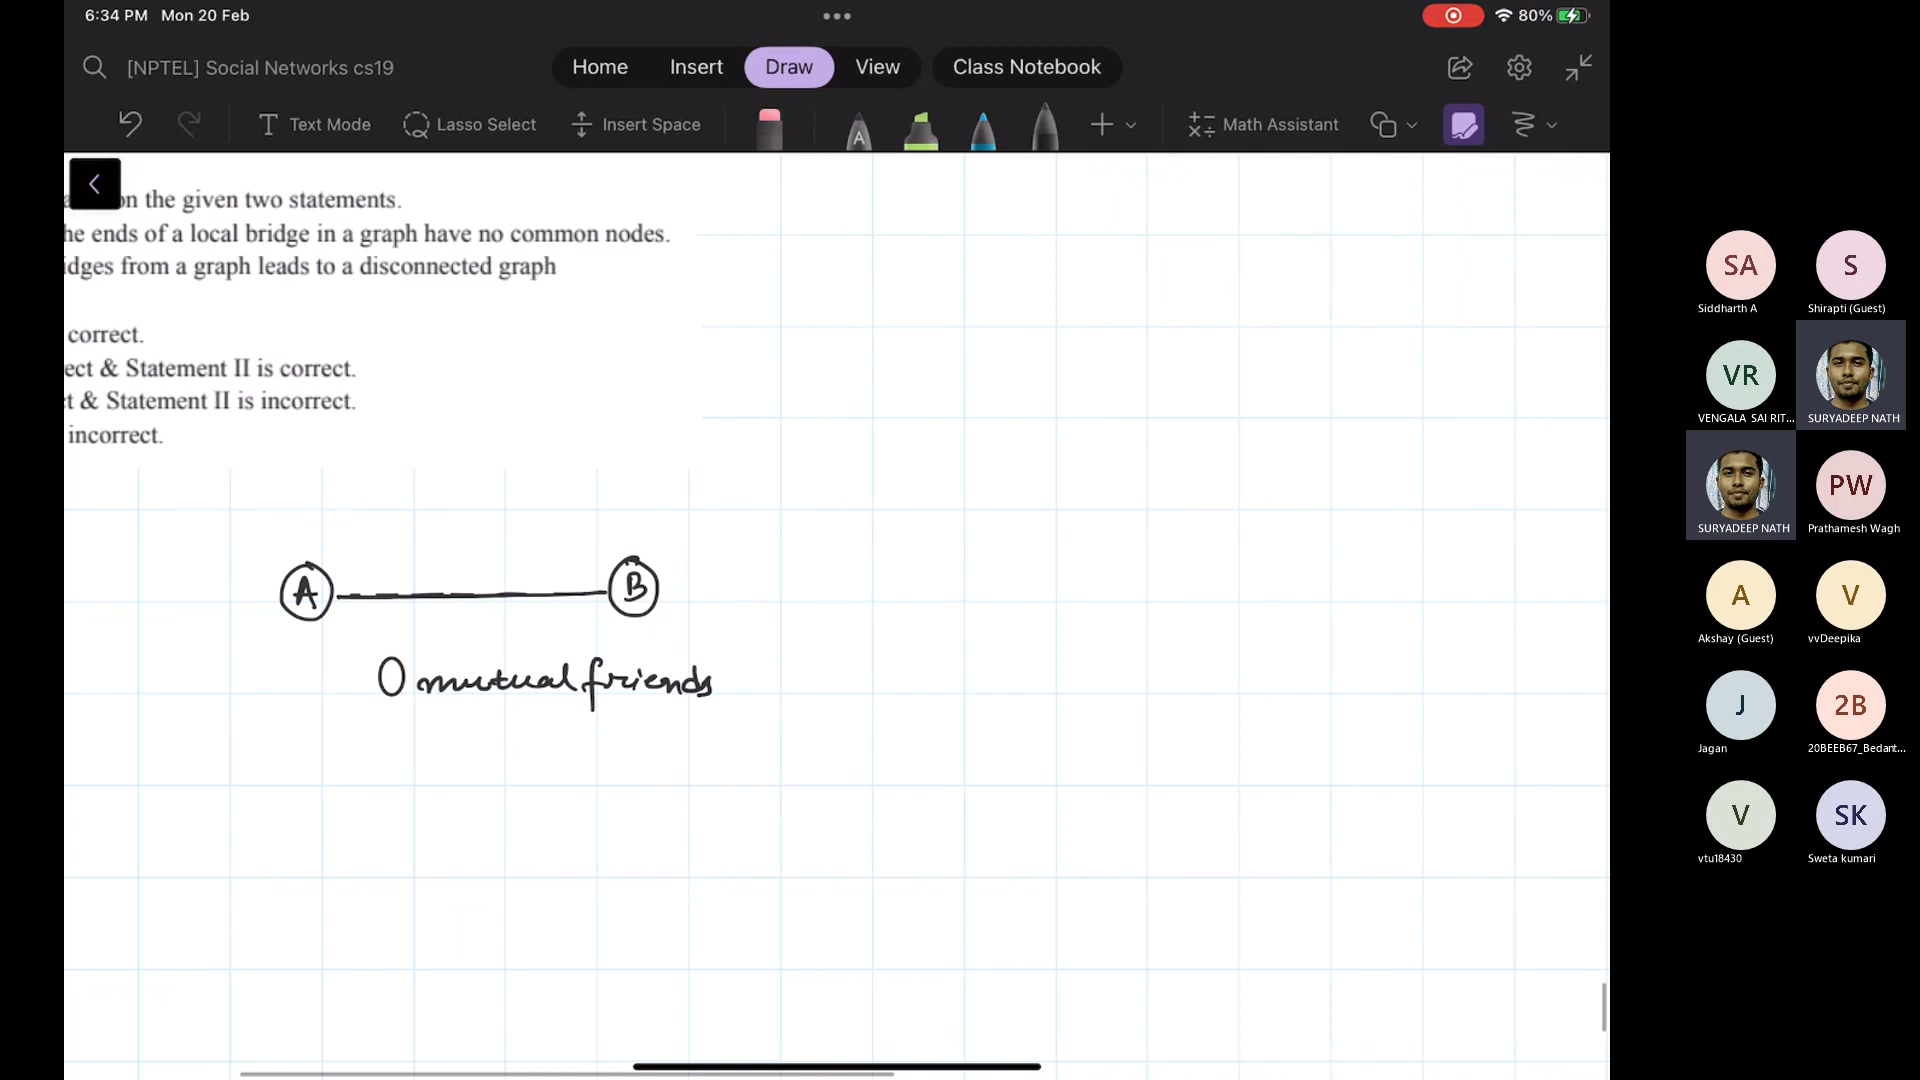 6:34 PM Mon 20 Feb
80%
[NPTEL] Social Networks cs19
Home Insert Draw View Class Notebook
Text Mode Lasso Select Insert Space A Math Assistant
on the given two statements.
he ends of a local bridge in a graph have no common nodes.
idges from a graph leads to a disconnected graph
correct.
ect & Statement II is correct.
t & Statement II is incorrect.
incorrect.
A B
0 mutual friends
SA S
Siddharth A Shirapti (Guest)
VR
VENGALA SAI RIT... SURYADEEP NATH
PW
SURYADEEP NATH Prathamesh Wagh
A V
Akshay (Guest) vvDeepika
J 2B
Jagan 20BEEB67_Bedant...
V SK
vtu18430 Sweta kumari